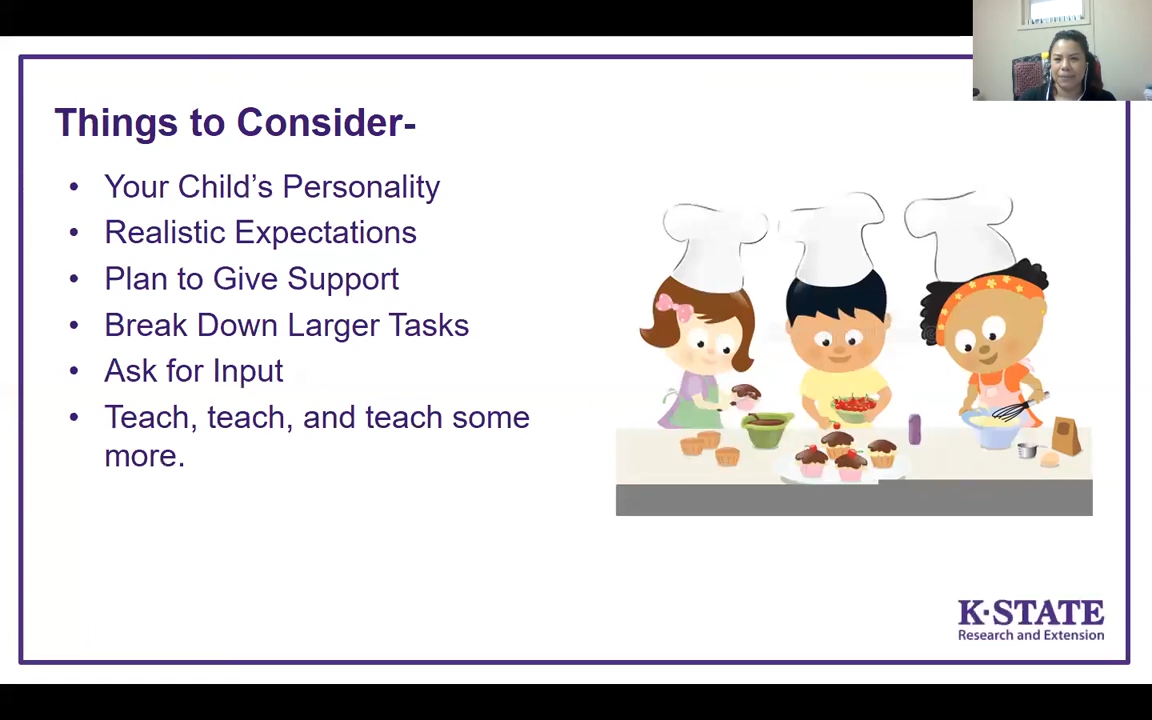 Things to Consider-
• Your Child’s Personality
• Realistic Expectations
• Plan to Give Support
• Break Down Larger Tasks
• Ask for Input
• Teach, teach, and teach some
more.
K•STATE
Research and Extension